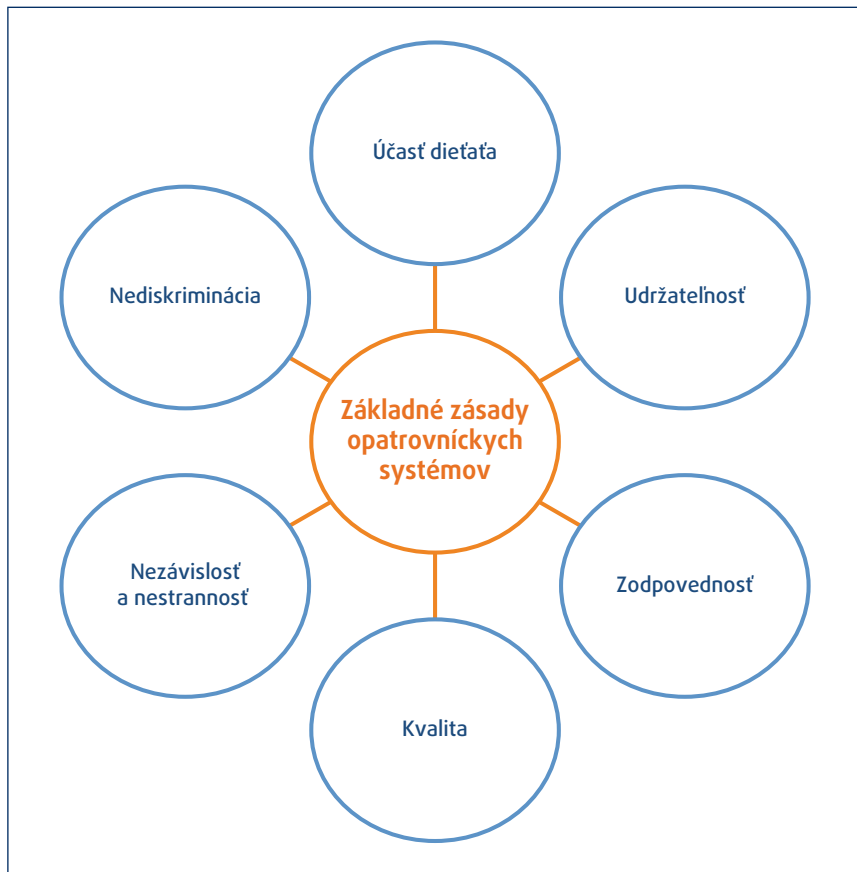 Účasť dieťaťa
Nediskriminácia
Udržateľnosť
Základné zásady
opatrovníckych
systémov
Nezávislosť
a nestrannosť
Zodpovednosť
Kvalita